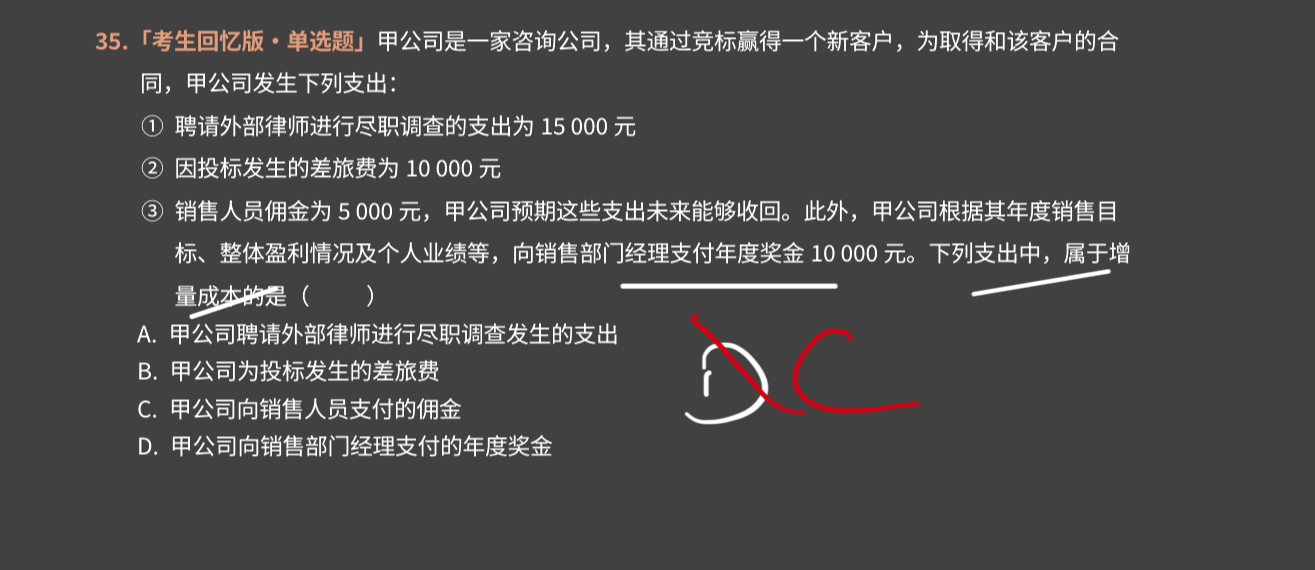 35.「考生回忆版·单选题」甲公司是一家咨询公司，其通过竞标赢得一个新客户，为取得和该客户的合
同，甲公司发生下列支出：
① 聘请外部律师进行尽职调查的支出为 15 000 元
② 因投标发生的差旅费为 10 000 元
③ 销售人员佣金为 5 000 元，甲公司预期这些支出未来能够收回。此外，甲公司根据其年度销售目
标、整体盈利情况及个人业绩等，向销售部门经理支付年度奖金 10 000 元。下列支出中，属于增
量成本的是（　　）
A. 甲公司聘请外部律师进行尽职调查发生的支出
B. 甲公司为投标发生的差旅费
D C
C. 甲公司向销售人员支付的佣金
D. 甲公司向销售部门经理支付的年度奖金